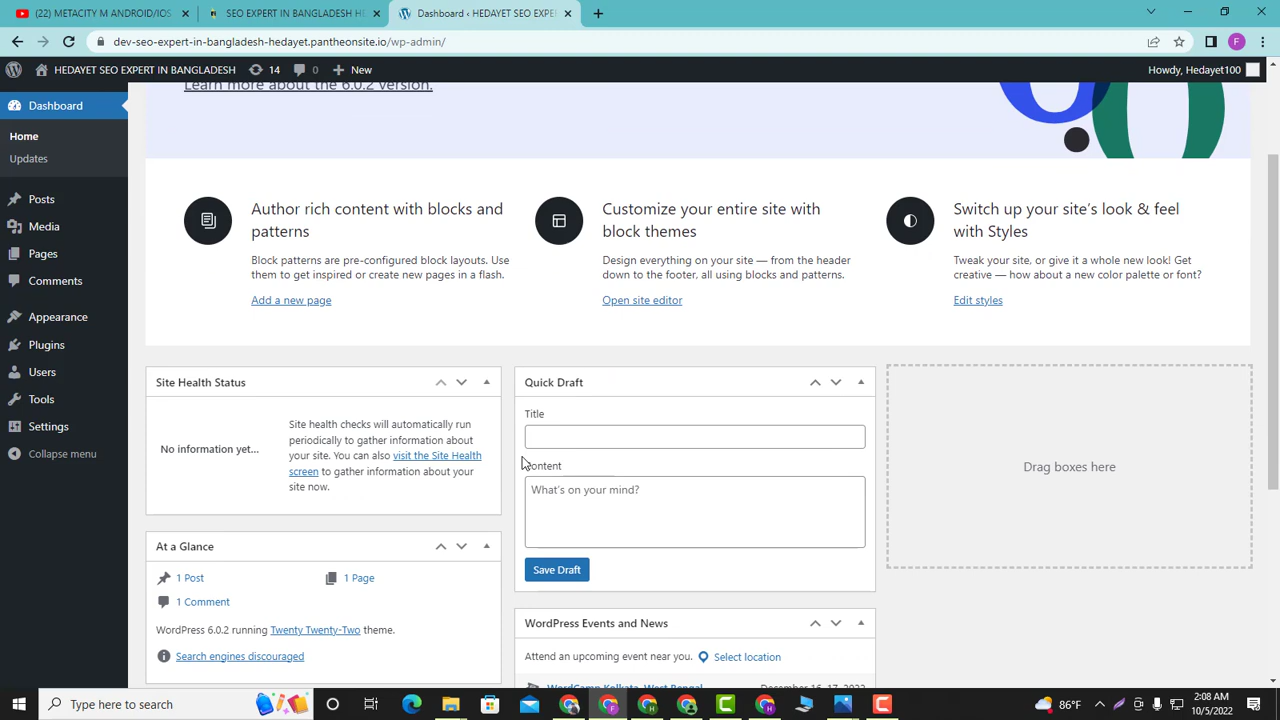 (22) METACITY M ANDROID/IOS
SEO EXPERT IN BANGLADESH HE
Dashboard ‹ HEDAYET SEO EXPER
dev-seo-expert-in-bangladesh-hedayet.pantheonsite.io/wp-admin/
F
HEDAYET SEO EXPERT IN BANGLADESH
14
0
New
Howdy, Hedayet100
Dashboard
Home
Updates
Posts
Media
Pages
Comments
Appearance
Plugins
Users
Tools
Settings
Collapse menu
Learn more about the 6.0.2 version.
Author rich content with blocks and
patterns
Block patterns are pre-configured block layouts. Use
them to get inspired or create new pages in a flash.
Add a new page
Customize your entire site with
block themes
Design everything on your site — from the header
down to the footer, all using blocks and patterns.
Open site editor
Switch up your site's look & feel
with Styles
Tweak your site, or give it a whole new look! Get
creative — how about a new color palette or font?
Edit styles
Site Health Status
No information yet...
Site health checks will automatically run
periodically to gather information about
your site. You can also visit the Site Health
screen to gather information about your
site now.
At a Glance
1 Post
1 Page
1 Comment
WordPress 6.0.2 running Twenty Twenty-Two theme.
Search engines discouraged
Quick Draft
Title
Content
What's on your mind?
Save Draft
WordPress Events and News
Attend an upcoming event near you.
Select location
WordCamp Kolkata, West Bengal
December 16-17, 2022
Drag boxes here
Type here to search
86°F
2:08 AM
10/5/2022